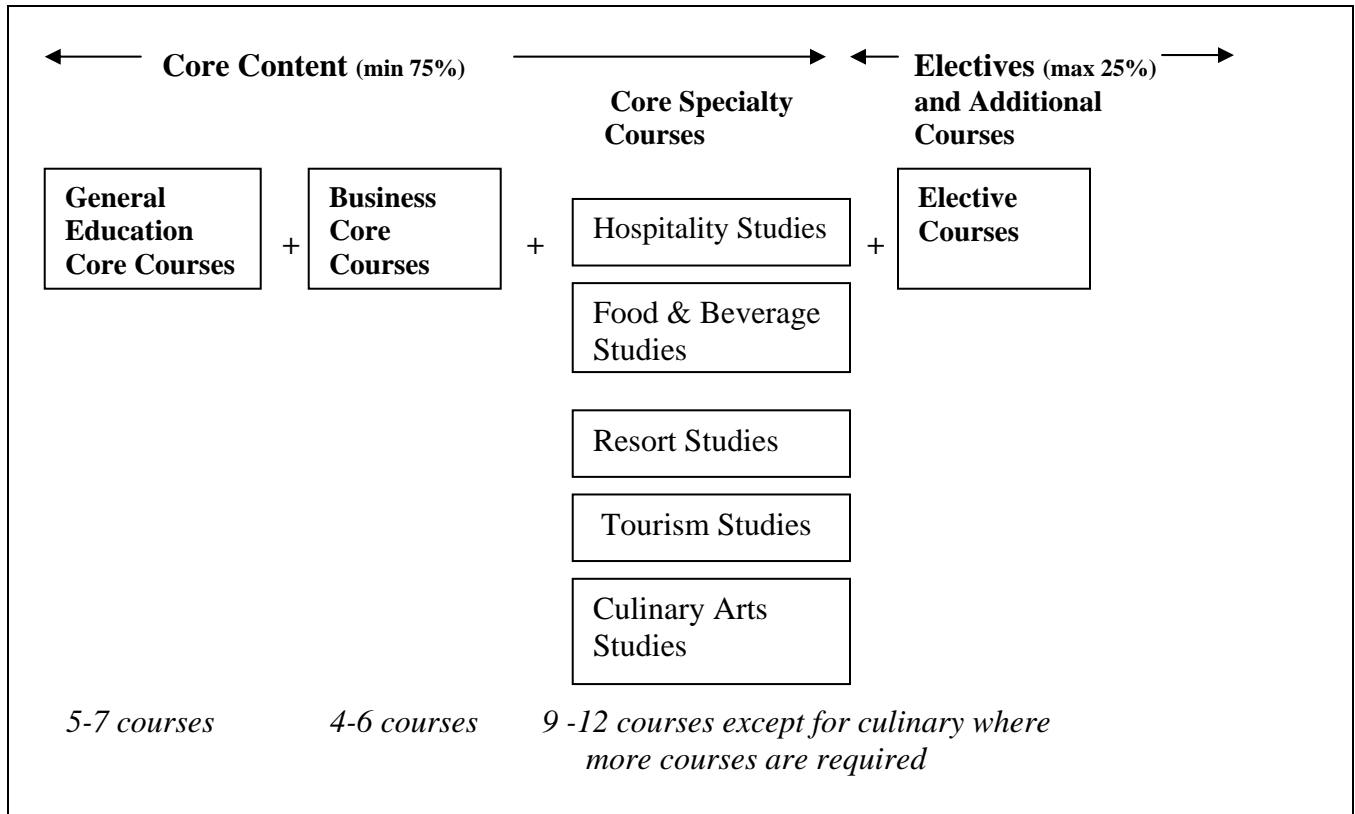 Core Content (min 75%)
Electives (max 25%)
and Additional
Courses
Core Specialty
Courses
General
Education
Core Courses
+
Business
Core
Courses
+
Hospitality Studies
+
Elective
Courses
Food & Beverage
Studies
Resort Studies
Tourism Studies
Culinary Arts
Studies
5-7 courses
4-6 courses
9 -12 courses except for culinary where
more courses are required